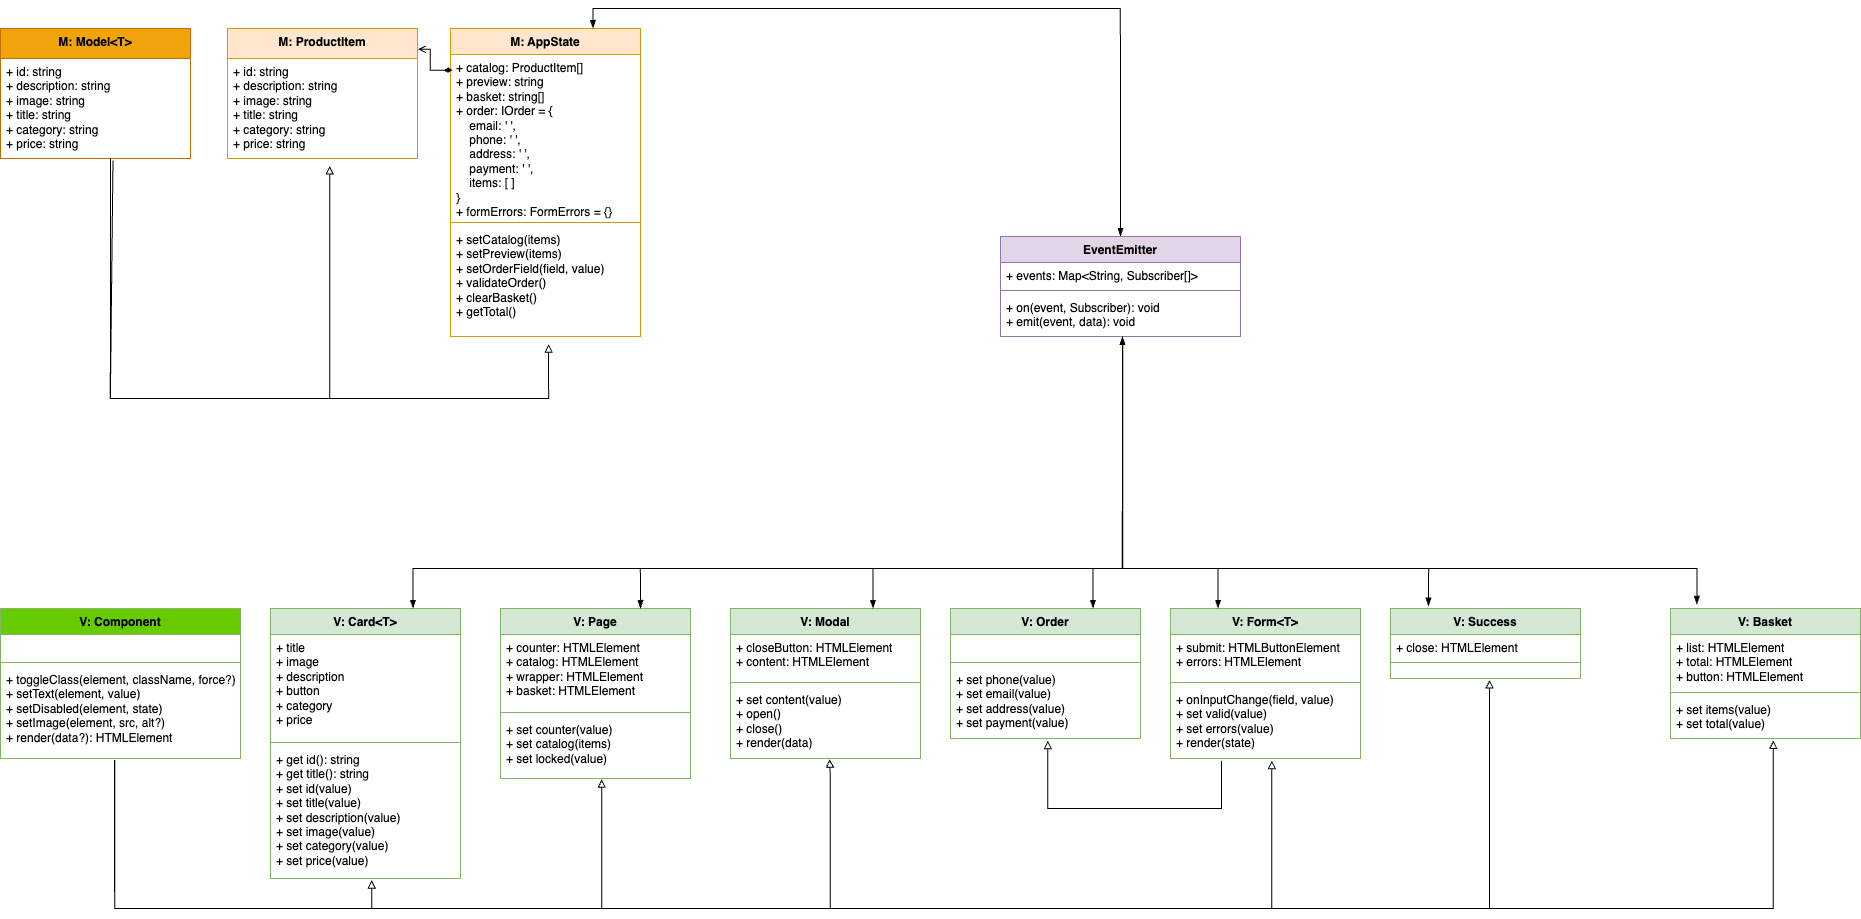 M: Model<T>
+ id: string
+ description: string
+ image: string
+ title: string
+ category: string
+ price: string
M: ProductItem
+ id: string
+ description: string
+ image: string
+ title: string
+ category: string
+ price: string
M: AppState
+ catalog: ProductItem[]
+ preview: string
+ basket: string[]
+ order: IOrder = {
email: ' ',
phone: ' ',
address: ' ',
payment: ' ',
items: [ ]
}
+ formErrors: FormErrors = {}
+ setCatalog(items)
+ setPreview(items)
+ setOrderField(field, value)
+ validateOrder()
+ clearBasket()
+ getTotal()
EventEmitter
+ events: Map<String, Subscriber[]>
+ on(event, Subscriber): void
+ emit(event, data): void
V: Component
+ toggleClass(element, className, force?)
+ setText(element, value)
+ setDisabled(element, state)
+ setImage(element, src, alt?)
+ render(data?): HTMLElement
V: Card<T>
+ title
+ image
+ description
+ button
+ category
+ price
+ get id(): string
+ get title(): string
+ set id(value)
+ set title(value)
+ set description(value)
+ set image(value)
+ set category(value)
+ set price(value)
V: Page
+ counter: HTMLElement
+ catalog: HTMLElement
+ wrapper: HTMLElement
+ basket: HTMLElement
+ set counter(value)
+ set catalog(items)
+ set locked(value)
V: Modal
+ closeButton: HTMLElement
+ content: HTMLElement
+ set content(value)
+ open()
+ close()
+ render(data)
V: Order
+ set phone(value)
+ set email(value)
+ set address(value)
+ set payment(value)
V: Form<T>
+ submit: HTMLButtonElement
+ errors: HTMLElement
+ onInputChange(field, value)
+ set valid(value)
+ set errors(value)
+ render(state)
V: Success
+ close: HTMLElement
V: Basket
+ list: HTMLElement
+ total: HTMLElement
+ button: HTMLElement
+ set items(value)
+ set total(value)